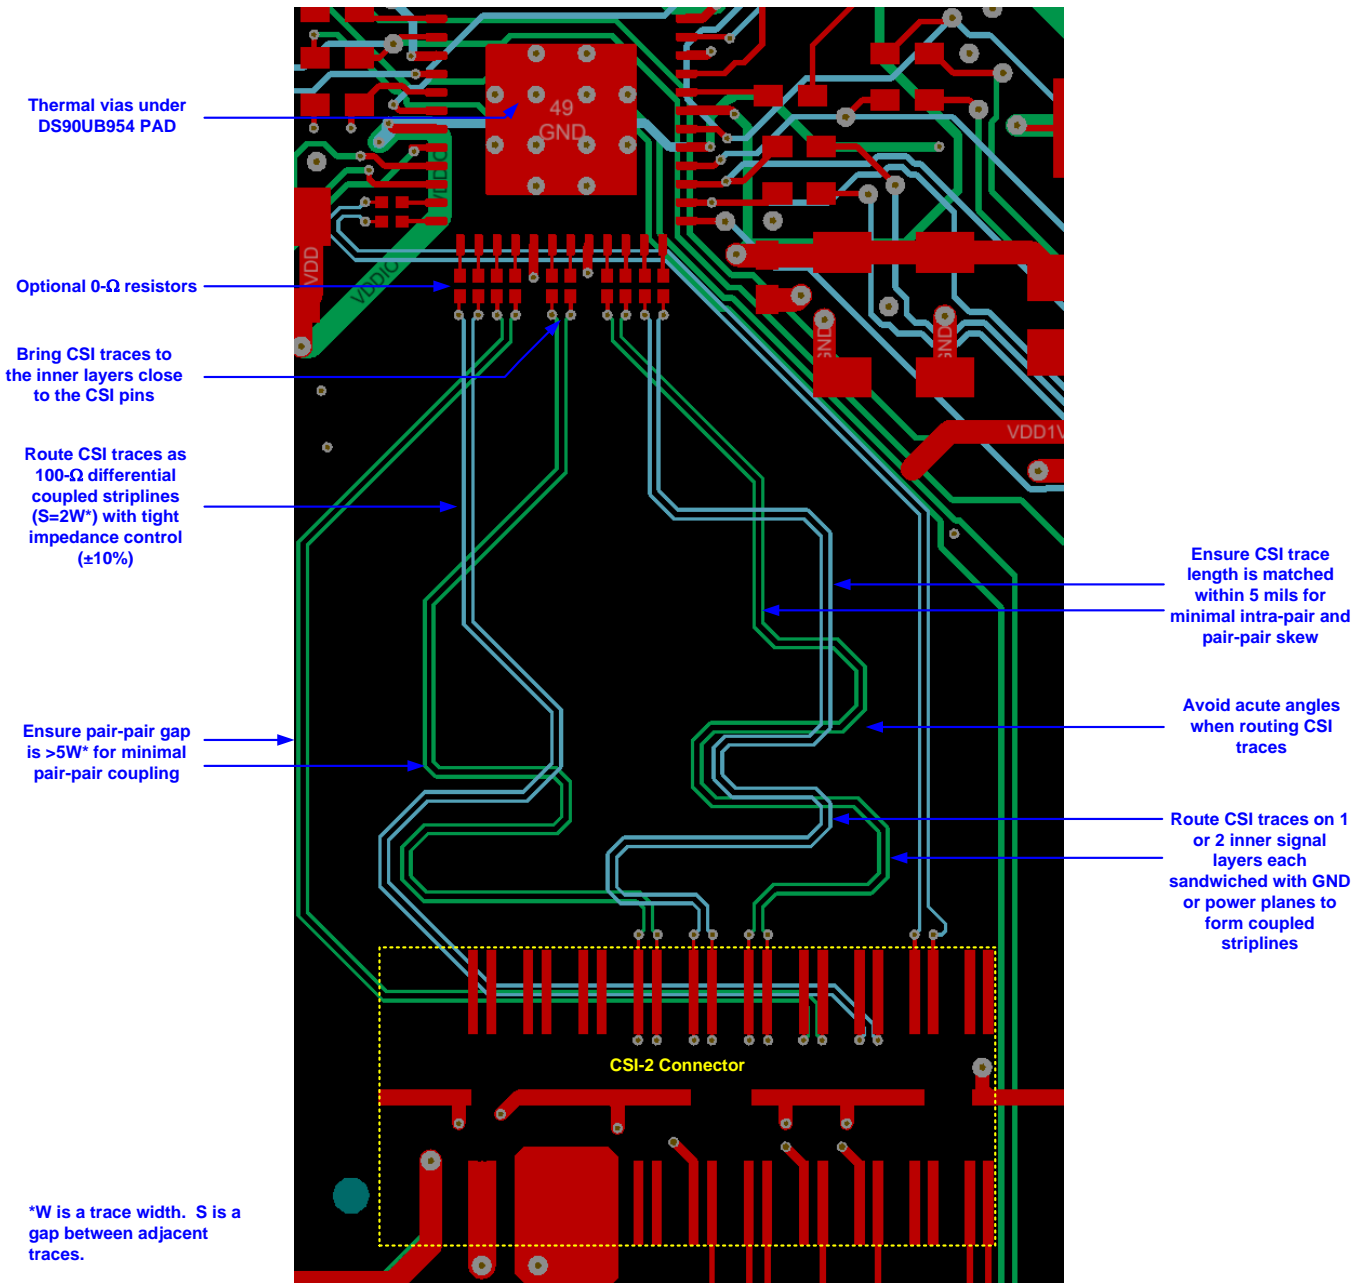 Thermal vias under
DS90UB954 PAD
49
GND
VDDIO
VDD
VDDIO
Optional 0-Ω resistors
GND
GND
Bring CSI traces to
the inner layers close
to the CSI pins
VDD1V
Route CSI traces as
100-Ω differential
coupled striplines
(S=2W*) with tight
impedance control
(±10%)
Ensure CSI trace
length is matched
within 5 mils for
minimal intra-pair and
pair-pair skew
Ensure pair-pair gap
is >5W* for minimal
pair-pair coupling
Avoid acute angles
when routing CSI
traces
Route CSI traces on 1
or 2 inner signal
layers each
sandwiched with GND
or power planes to
form coupled
striplines
CSI-2 Connector
*W is a trace width. S is a
gap between adjacent
traces.